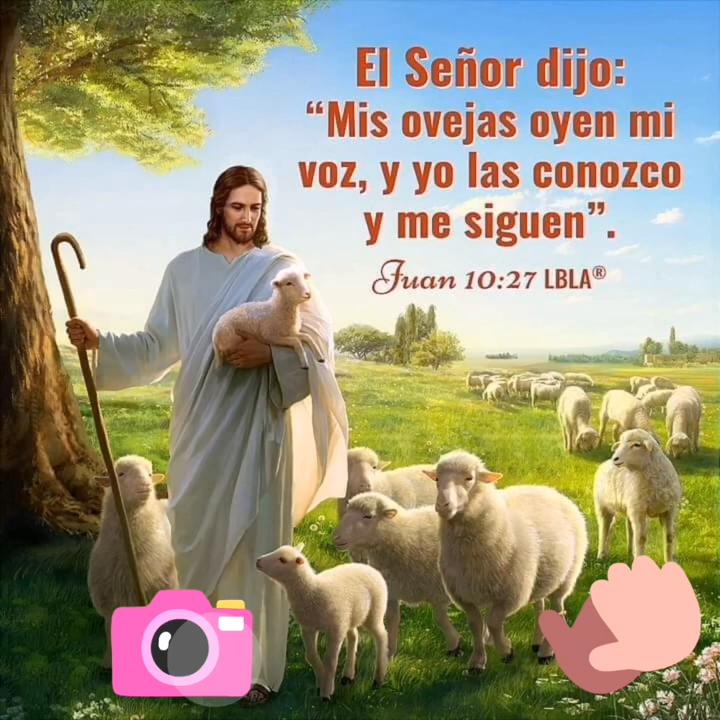 El Señor dijo:
“Mis ovejas oyen mi
voz, y yo las conozco
y me siguen”.
Juan 10:27 LBLA®